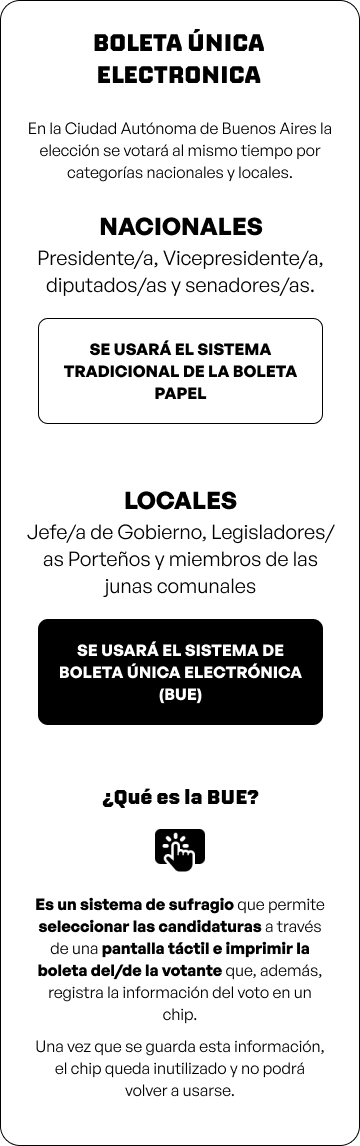 BOLETA ÚNICA
ELECTRONICA
En la Ciudad Autónoma de Buenos Aires la
elección se votará al mismo tiempo por
categorías nacionales y locales.
NACIONALES
Presidente/a, Vicepresidente/a,
diputados/as y senadores/as.
SE USARÁ EL SISTEMA
TRADICIONAL DE LA BOLETA
PAPEL
LOCALES
Jefe/a de Gobierno, Legisladores/
as Porteños y miembros de las
junas comunales
SE USARÁ EL SISTEMA DE
BOLETA ÚNICA ELECTRÓNICA
(BUE)
¿Qué es la BUE?
Es un sistema de sufragio que permite
seleccionar las candidaturas a través
de una pantalla táctil e imprimir la
boleta del/de la votante que, además,
registra la información del voto en un
chip.
Una vez que se guarda esta información,
el chip queda inutilizado y no podrá
volver a usarse.